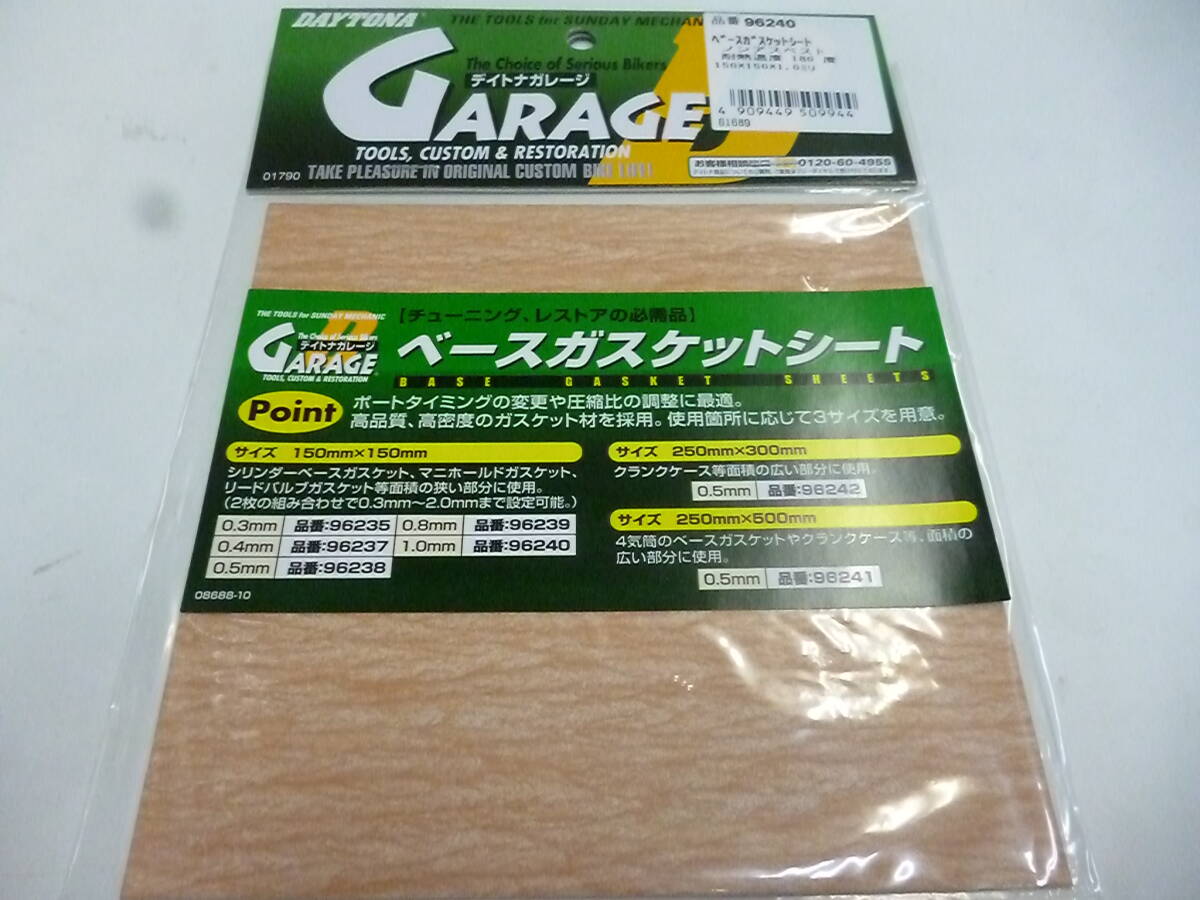 DAYTONA
THE TOOLS for SUNDAY MECHAN
The Choice of Serious Bikers
デイトナガレージ
GARAGE
TOOLS, CUSTOM & RESTORATION
01790 TAKE PLEASURE IN ORIGINAL CUSTOM BIKE LIFE!
品番 96240
ベースガスケットシート
ノンアスベスト
耐熱温度 180 度
150×150×1.0ミリ
4 909449 509944
61689
0120-60-4955
THE TOOLS for SUNDAY MECHANIC
The Choice of Serious Bikers
デイトナガレージ
GARAGE
TOOLS, CUSTOM & RESTORATION
【チューニング、レストアの必需品】
ベースガスケットシート
BASE GASKET SHEETS
Point
ポートタイミングの変更や圧縮比の調整に最適。
高品質、高密度のガスケット材を採用。使用箇所に応じて3サイズを用意。
サイズ 150mm×150mm
シリンダーベースガスケット、マニホールドガスケット、
リードバルブガスケット等面積の狭い部分に使用。
(2枚の組み合わせで0.3mm~2.0mmまで設定可能。)
0.3mm 品番:96235 0.8mm 品番:96239
0.4mm 品番:96237 1.0mm 品番:96240
0.5mm 品番:96238
サイズ 250mm×300mm
クランクケース等面積の広い部分に使用。
0.5mm 品番:96242
サイズ 250mm×500mm
4気筒のベースガスケットやクランクケース等、面積の
広い部分に使用。
0.5mm 品番:96241
08688-10